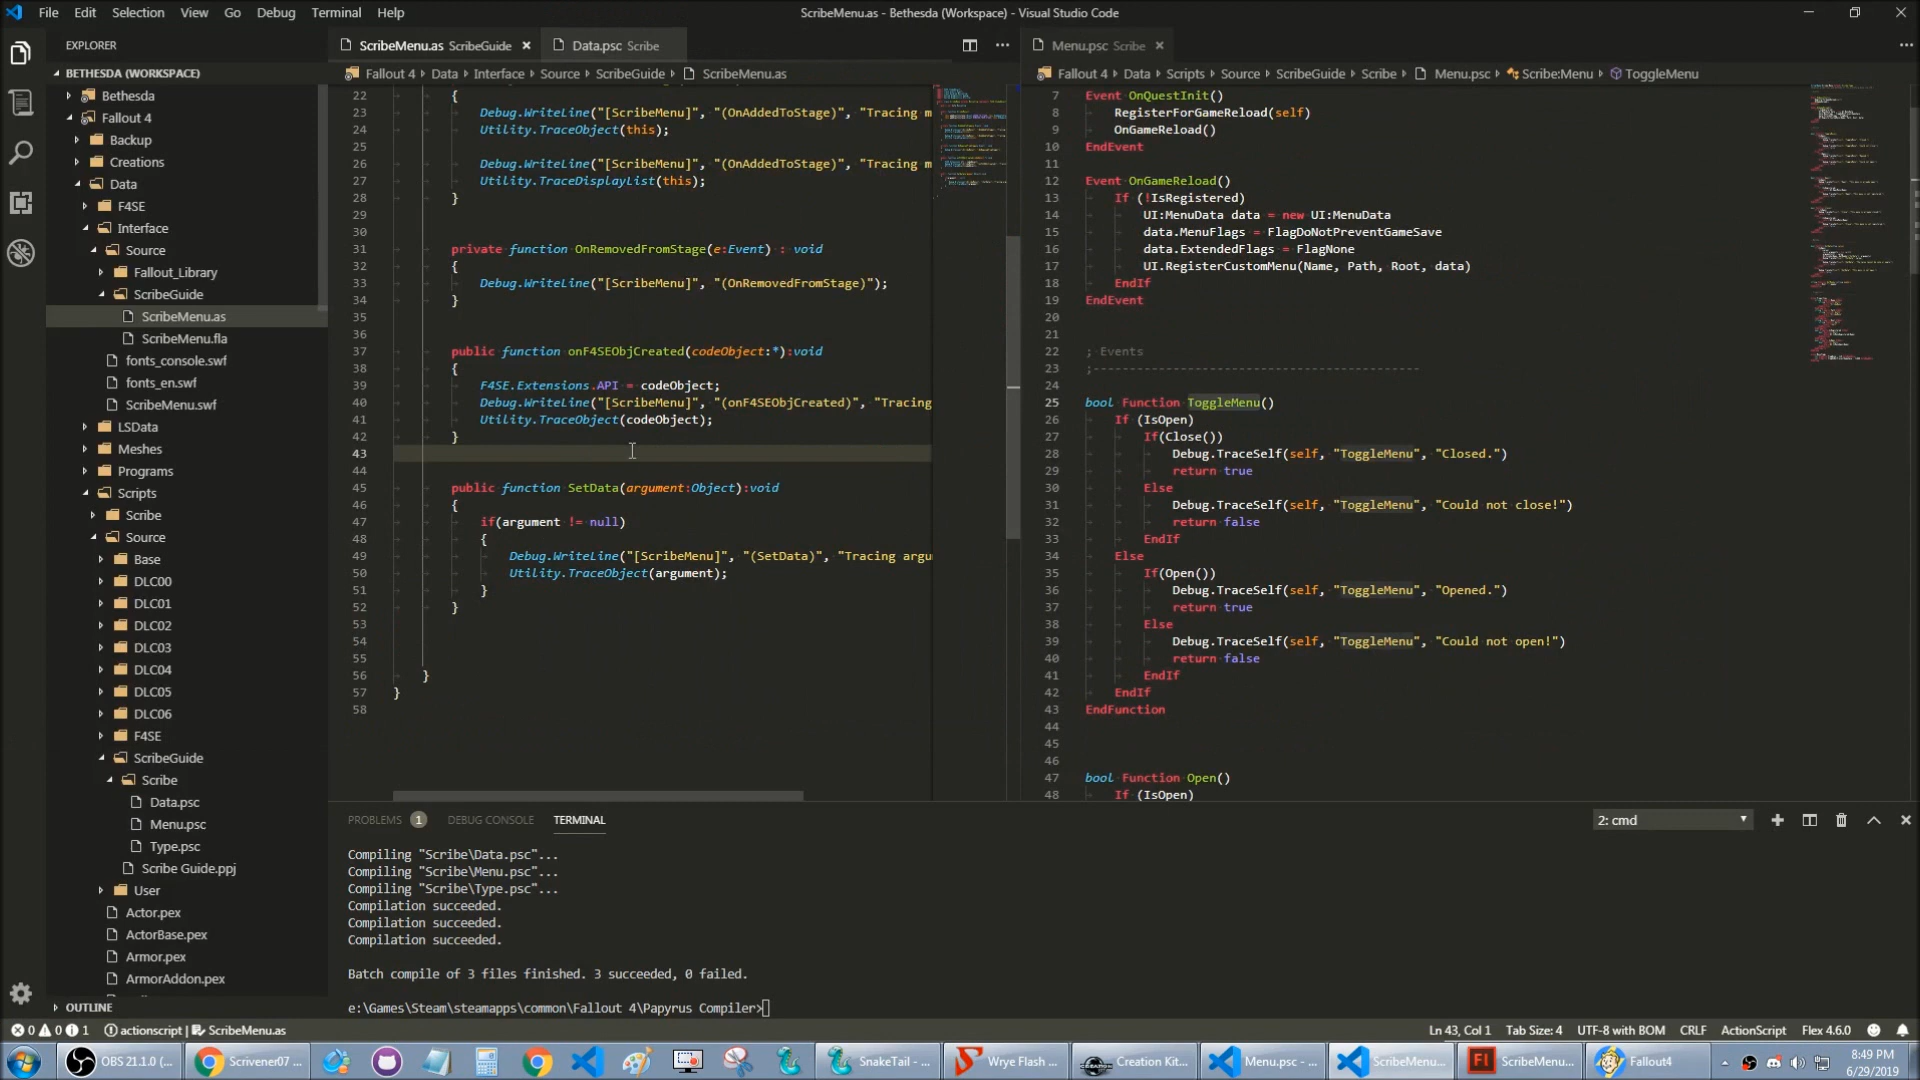 File Edit Selection View Go Debug Terminal Help
ScribeMenu.as - Bethesda (Workspace) - Visual Studio Code
EXPLORER
BETHESDA (WORKSPACE)
Bethesda
Fallout 4
Backup
Creations
Data
F4SE
Interface
Source
Fallout_Library
ScribeGuide
ScribeMenu.as
ScribeMenu.fla
fonts_console.swf
fonts_en.swf
ScribeMenu.swf
LSData
Meshes
Programs
Scripts
Scribe
Source
Base
DLC00
DLC01
DLC02
DLC03
DLC04
DLC05
DLC06
F4SE
ScribeGuide
Scribe
Data.psc
Menu.psc
Type.psc
Scribe Guide.ppj
User
Actor.pex
ActorBase.pex
Armor.pex
ArmorAddon.pex
OUTLINE
ScribeMenu.as ScribeGuide
Data.psc Scribe
Fallout 4 Data Interface Source ScribeGuide ScribeMenu.as
22 {
23 Debug.WriteLine("[ScribeMenu]", "(OnAddedToStage)", "Tracing m
24 Utility.TraceObject(this);
25
26 Debug.WriteLine("[ScribeMenu]", "(OnAddedToStage)", "Tracing m
27 Utility.TraceDisplayList(this);
28 }
29
30
31 private function OnRemovedFromStage(e:Event) : void
32 {
33 Debug.WriteLine("[ScribeMenu]", "(OnRemovedFromStage)");
34 }
35
36
37 public function onF4SEObjCreated(codeObject:*):void
38 {
39 F4SE.Extensions.API = codeObject;
40 Debug.WriteLine("[ScribeMenu]", "(onF4SEObjCreated)", "Tracing
41 Utility.TraceObject(codeObject);
42 }
43
44
45 public function SetData(argument:Object):void
46 {
47 if(argument != null)
48 {
49 Debug.WriteLine("[ScribeMenu]", "(SetData)", "Tracing argu
50 Utility.TraceObject(argument);
51 }
52 }
53
54
55
56 }
57 }
58
Menu.psc Scribe
Fallout 4 Data Scripts Source ScribeGuide Scribe Menu.psc Scribe:Menu ToggleMenu
7 Event OnQuestInit()
8 RegisterForGameReload(self)
9 OnGameReload()
10 EndEvent
11
12 Event OnGameReload()
13 If (!IsRegistered)
14 UI:MenuData data = new UI:MenuData
15 data.MenuFlags = FlagDoNotPreventGameSave
16 data.ExtendedFlags = FlagNone
17 UI.RegisterCustomMenu(Name, Path, Root, data)
18 EndIf
19 EndEvent
20
21
22 ; Events
23 ;---------------------------------------------
24
25 bool Function ToggleMenu()
26 If (IsOpen)
27 If(Close())
28 Debug.TraceSelf(self, "ToggleMenu", "Closed.")
29 return true
30 Else
31 Debug.TraceSelf(self, "ToggleMenu", "Could not close!")
32 return false
33 EndIf
34 Else
35 If(Open())
36 Debug.TraceSelf(self, "ToggleMenu", "Opened.")
37 return true
38 Else
39 Debug.TraceSelf(self, "ToggleMenu", "Could not open!")
40 return false
41 EndIf
42 EndIf
43 EndFunction
44
45
46
47 bool Function Open()
48 If (IsOpen)
PROBLEMS 1 DEBUG CONSOLE TERMINAL
2: cmd
Compiling "Scribe\Data.psc"...
Compiling "Scribe\Menu.psc"...
Compiling "Scribe\Type.psc"...
Compilation succeeded.
Compilation succeeded.
Compilation succeeded.
Batch compile of 3 files finished. 3 succeeded, 0 failed.
e:\Games\Steam\steamapps\common\Fallout 4\Papyrus Compiler>
0 0 1 actionscript | ScribeMenu.as
Ln 43, Col 1 Tab Size: 4 UTF-8 with BOM CRLF ActionScript Flex 4.6.0
OBS 21.1.0 (... Scrivener07 ... SnakeTail - ... Wrye Flash ... Creation Kit... Menu.psc - ... ScribeMenu... ScribeMenu... Fallout4
8:49 PM
6/29/2019